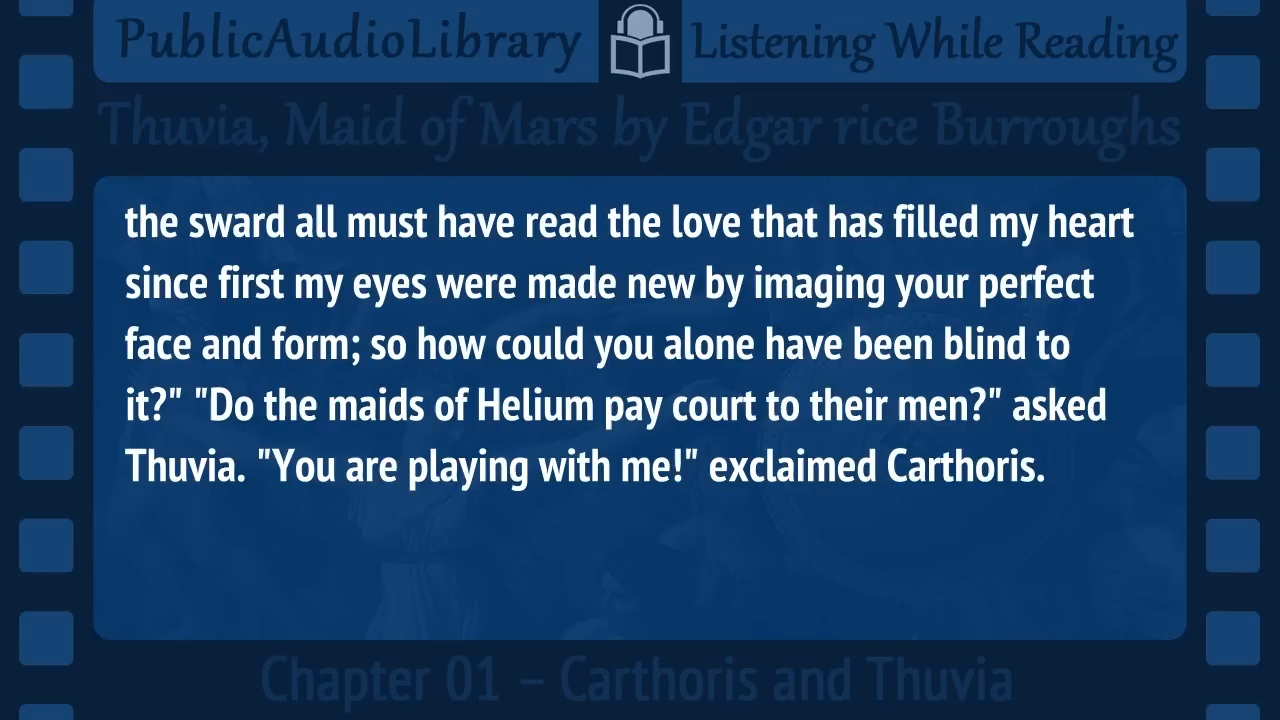 PublicAudioLibrary Listening While Reading
Thuvia, Maid of Mars by Edgar rice Burroughs
the sward all must have read the love that has filled my heart
since first my eyes were made new by imaging your perfect
face and form; so how could you alone have been blind to
it?" "Do the maids of Helium pay court to their men?" asked
Thuvia. "You are playing with me!" exclaimed Carthoris.
Chapter 01 – Carthoris and Thuvia